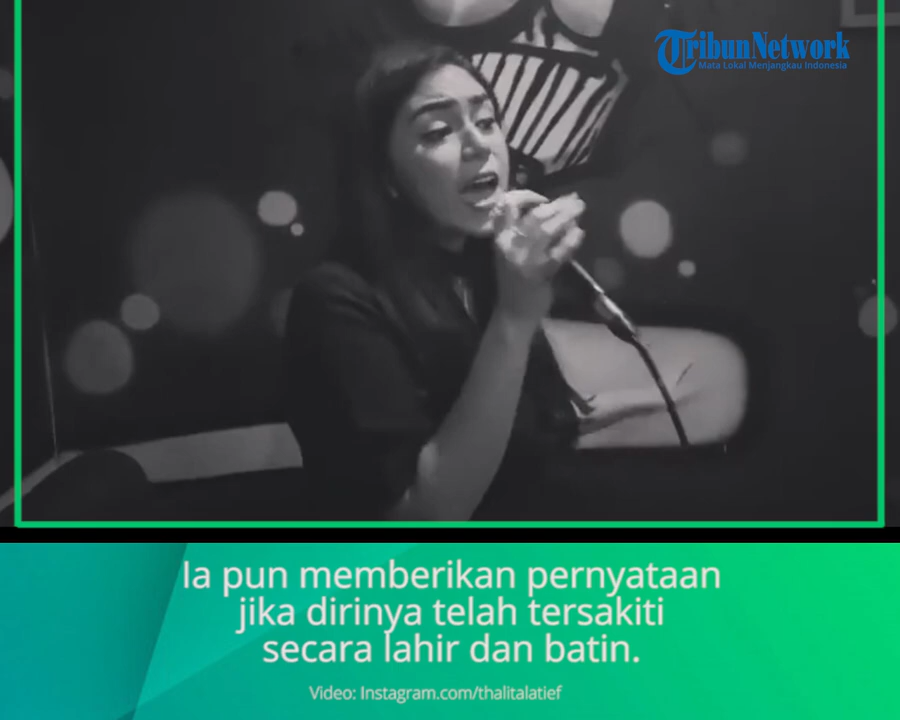 TribunNetwork
Mata Lokal Menjangkau Indonesia
Ia pun memberikan pernyataan
jika dirinya telah tersakiti
secara lahir dan batin.
Video: Instagram.com/thalitalatief